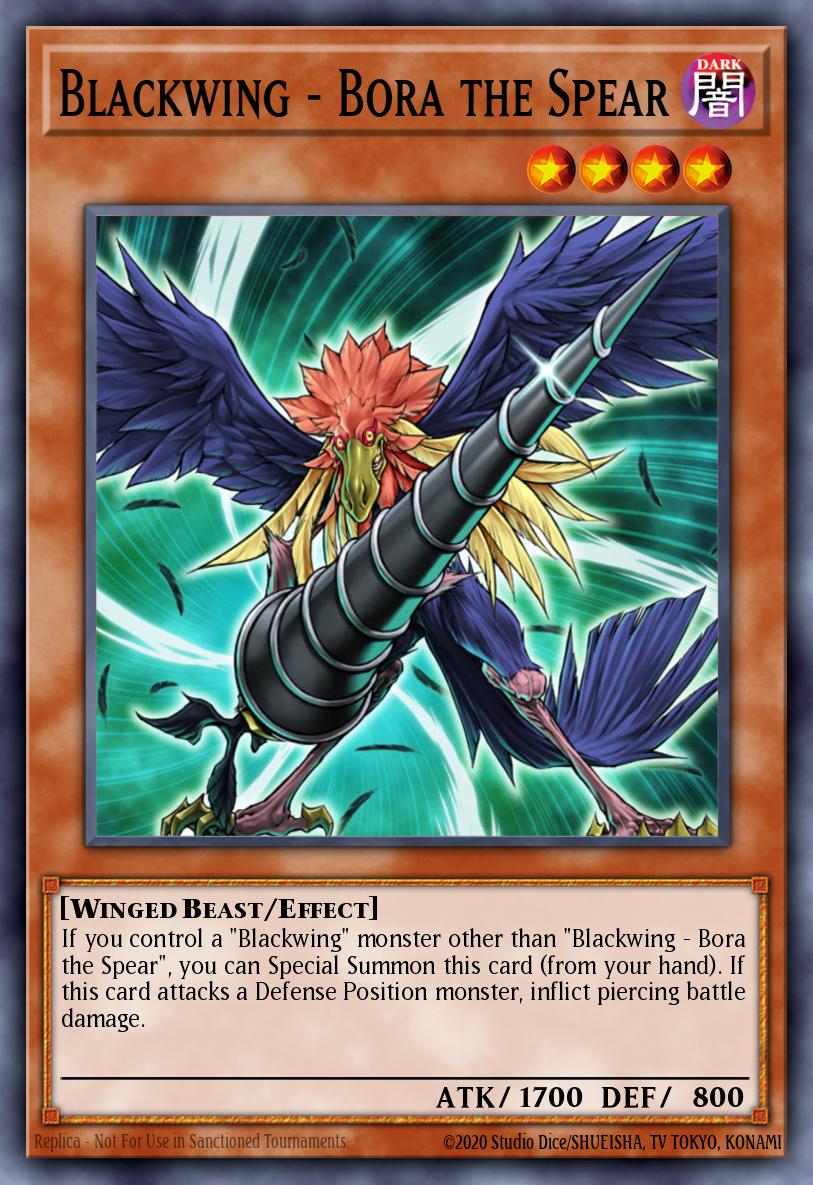 Blackwing - Bora the Spear
DARK
闇
[Winged Beast/Effect]
If you control a "Blackwing" monster other than "Blackwing - Bora
the Spear", you can Special Summon this card (from your hand). If
this card attacks a Defense Position monster, inflict piercing battle
damage.
ATK/ 1700 DEF/ 800
Replica - Not For Use in Sanctioned Tournaments.
©2020 Studio Dice/SHUEISHA, TV TOKYO, KONAMI